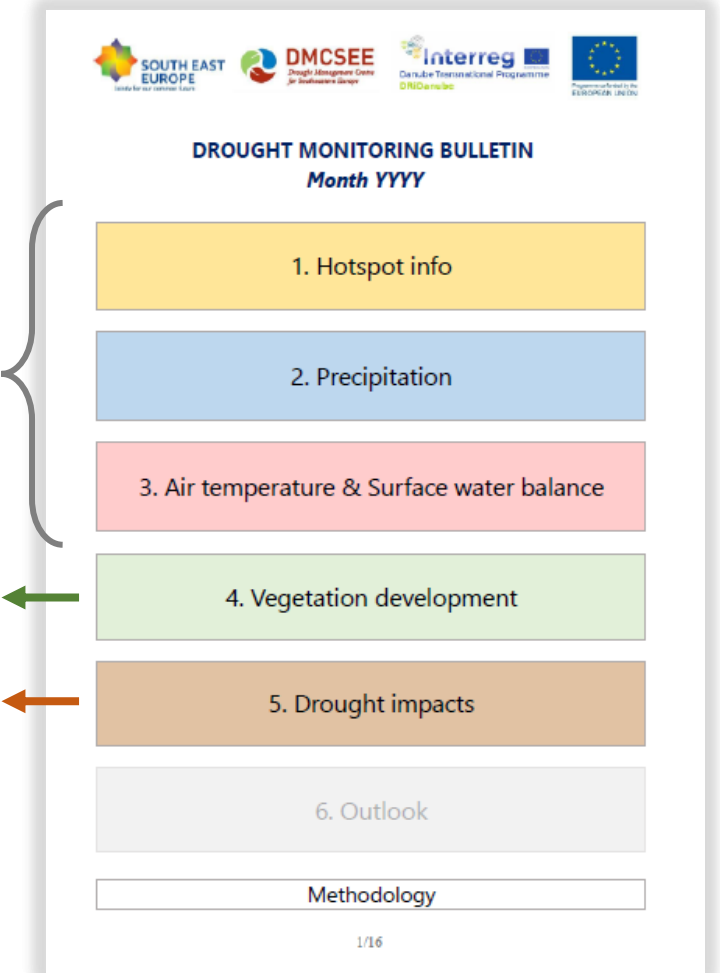 SOUTH EAST
EUROPE
DMCSEE
Drought Management Centre
for Southeastern Europe
Interreg
Danube Transnational Programme
DriDanube
EUROPEAN UNION
DROUGHT MONITORING BULLETIN
Month YYYY
1. Hotspot info
2. Precipitation
3. Air temperature & Surface water balance
4. Vegetation development
5. Drought impacts
6. Outlook
Methodology
1/16